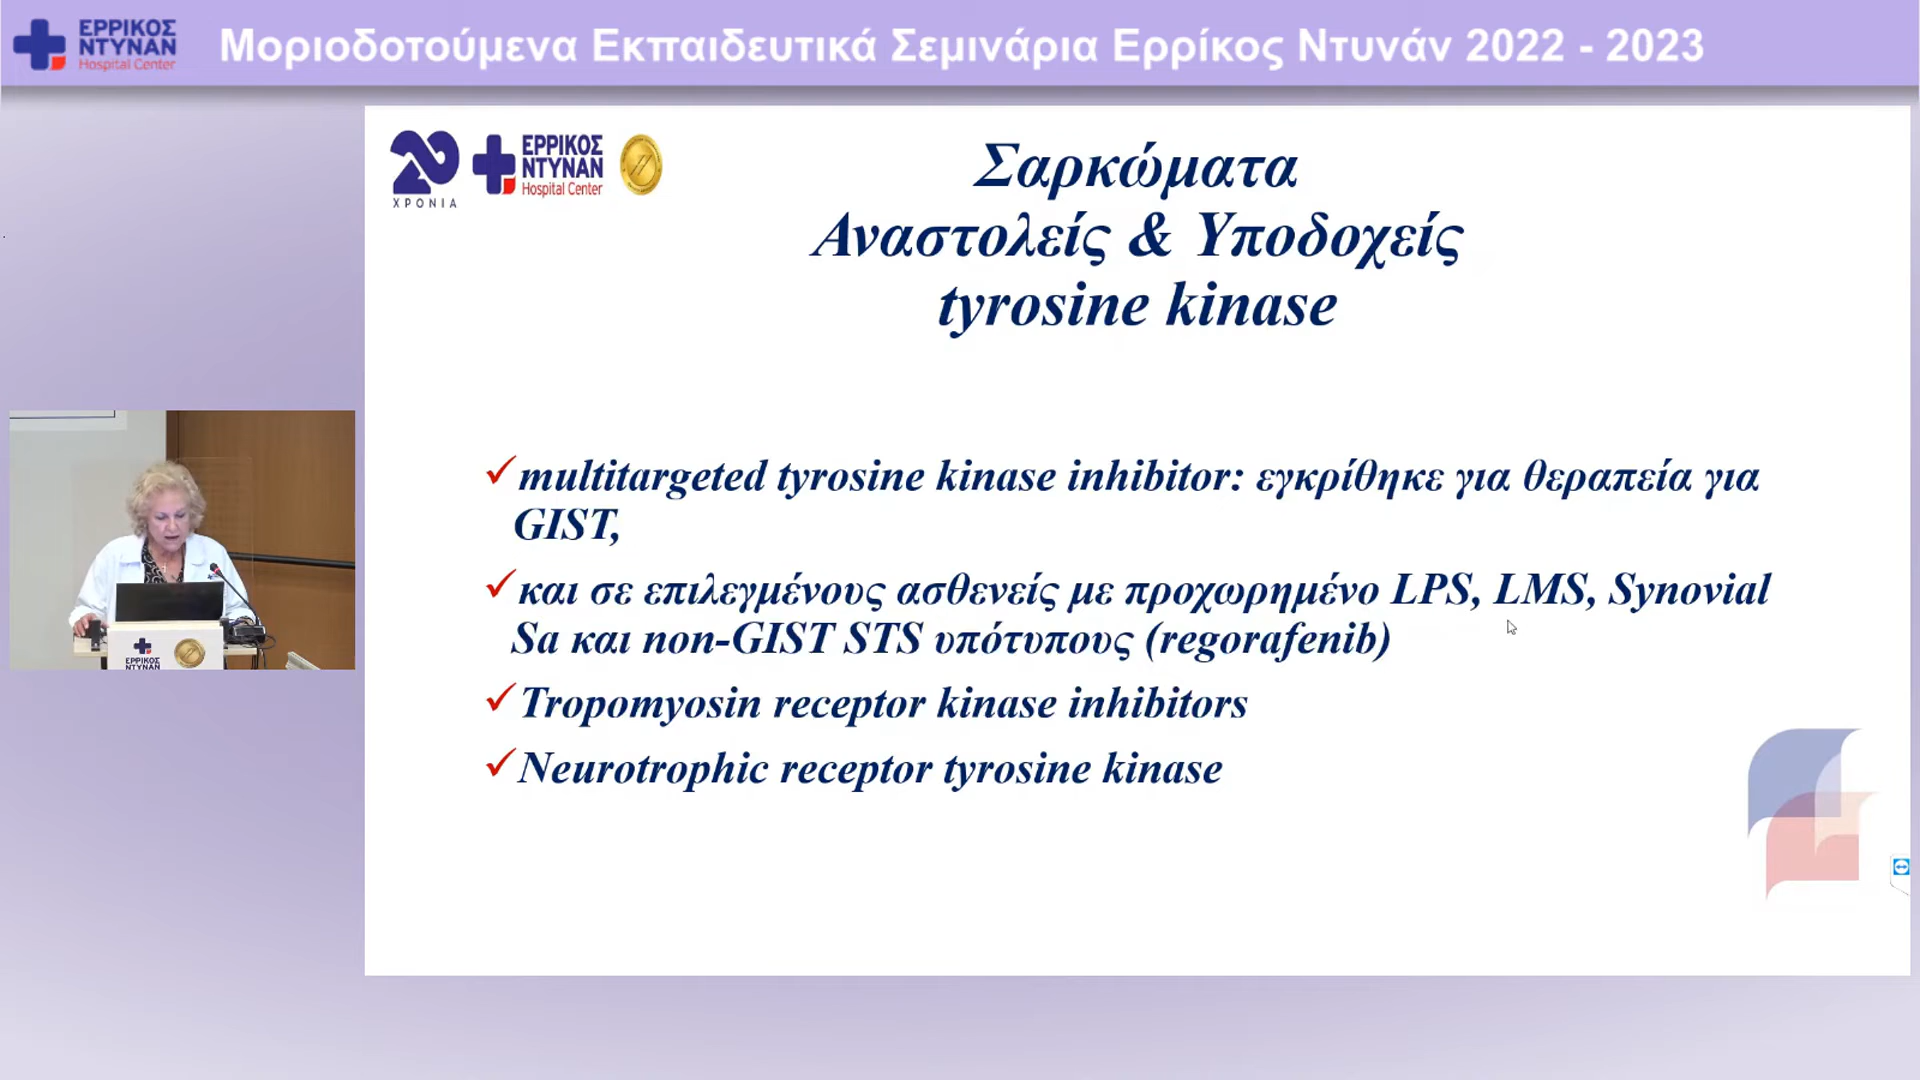 ΕΡΡΙΚΟΣ
ΝΤΥΝΑΝ
Hospital Center
Μοριοδοτούμενα Εκπαιδευτικά Σεμινάρια Ερρίκος Ντυνάν 2022 - 2023
20
ΧΡΟΝΙΑ
ΕΡΡΙΚΟΣ
ΝΤΥΝΑΝ
Hospital Center
Σαρκώματα
Αναστολείς & Υποδοχείς
tyrosine kinase
multitargeted tyrosine kinase inhibitor: εγκρίθηκε για θεραπεία για
GIST,
και σε επιλεγμένους ασθενείς με προχωρημένο LPS, LMS, Synovial
Sa και non-GIST STS υπότυπους (regorafenib)
Tropomyosin receptor kinase inhibitors
Neurotrophic receptor tyrosine kinase
ΕΡΡΙΚΟΣ
ΝΤΥΝΑΝ